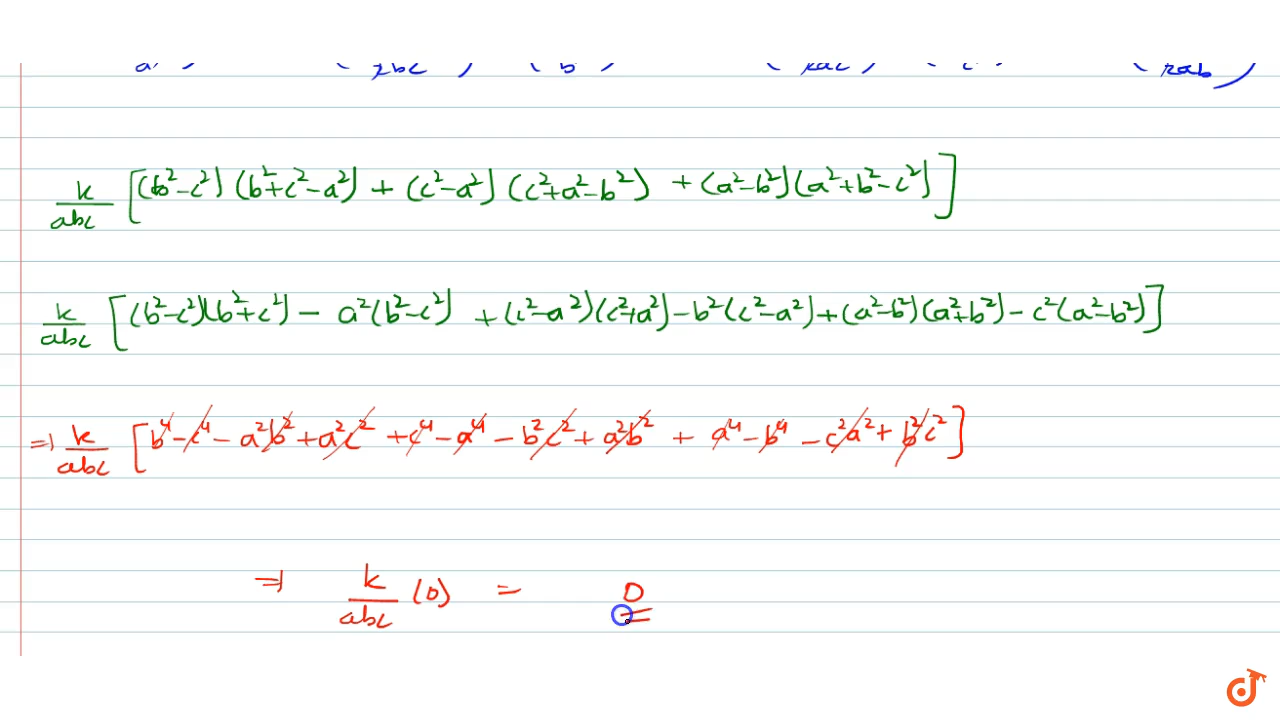 k/abc [(b²-c²)(b²+c²-a²) + (c²-a²)(c²+a²-b²) + (a²-b²)(a²+b²-c²)]
k/abc [(b²-c²)(b²+c²) - a²(b²-c²) + (c²-a²)(c²+a²) - b²(c²-a²) + (a²-b²)(a²+b²) - c²(a²-b²)]
⇒ k/abc [b⁴ - c⁴ - a²b² + a²c² + c⁴ - a⁴ - b²c² + a²b² + a⁴ - b⁴ - c²a² + b²c²]
⇒ k/abc (0) = 0